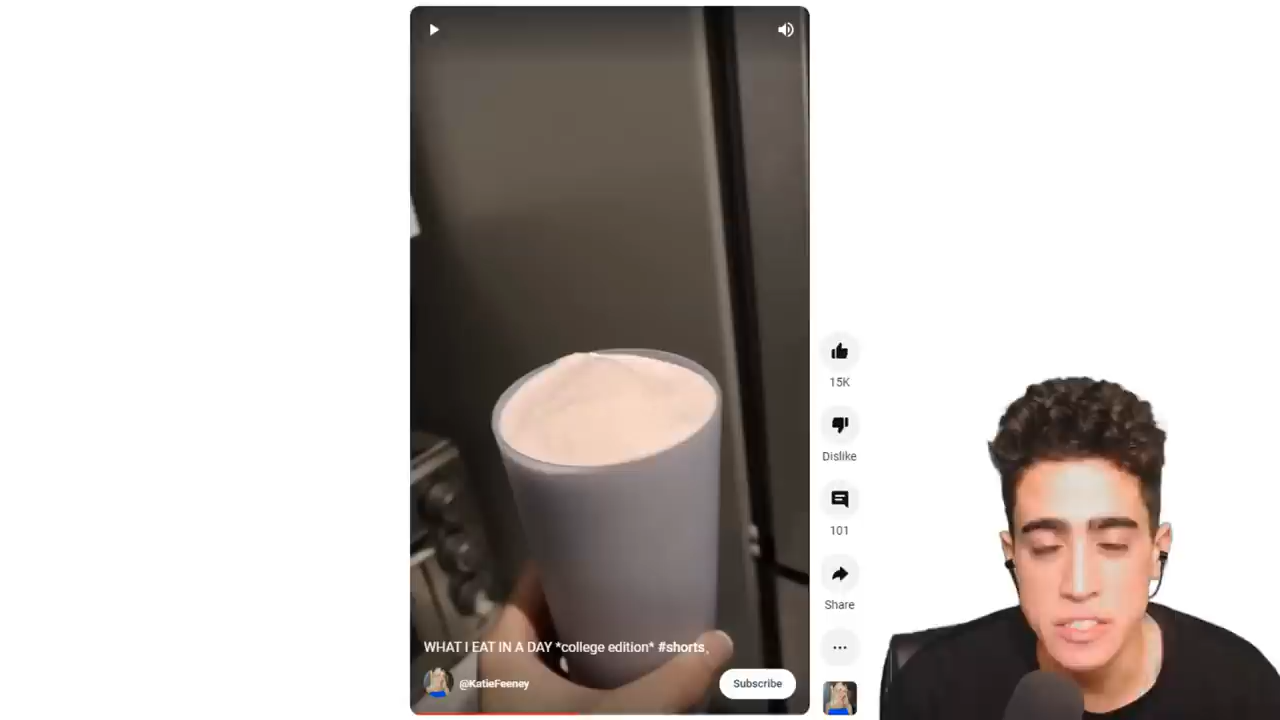 15K
Dislike
101
Share
WHAT I EAT IN A DAY *college edition* #shorts
@KatieFeeney
Subscribe